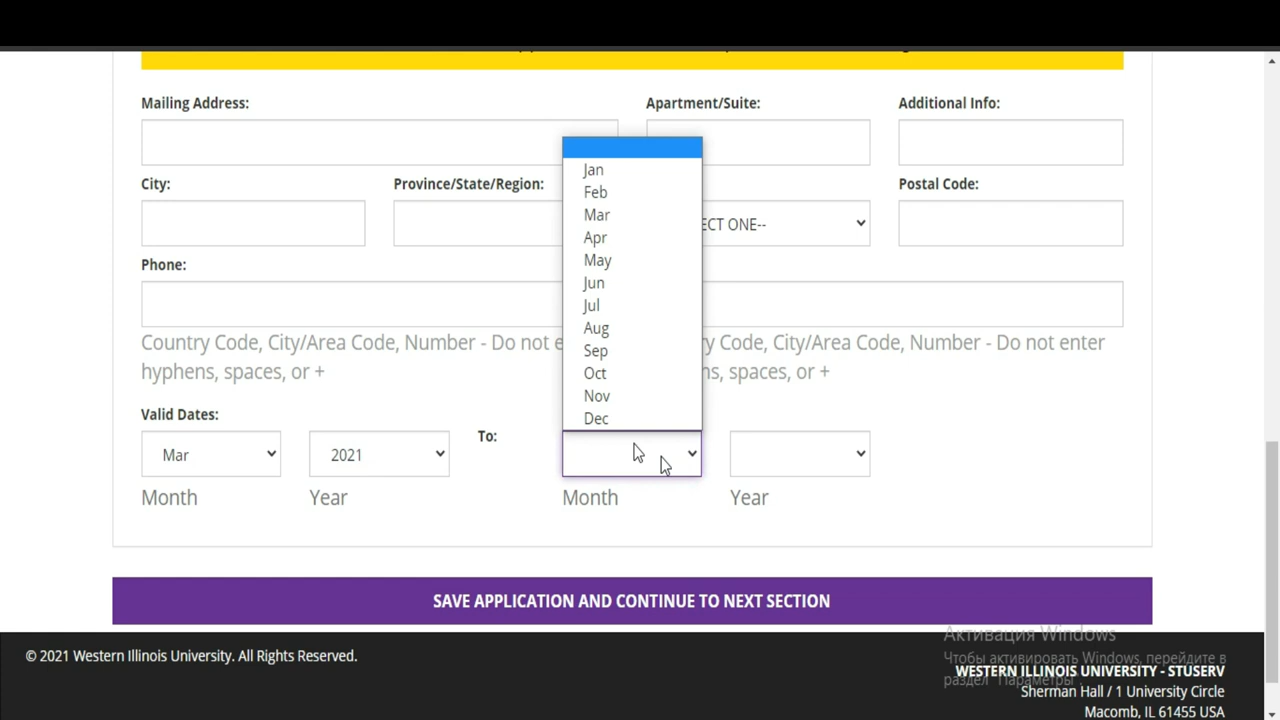 Mailing Address:
Apartment/Suite:
Additional Info:
City:
Province/State/Region:
Postal Code:
ECT ONE--
Phone:
Country Code, City/Area Code, Number - Do not e
hyphens, spaces, or +
y Code, City/Area Code, Number - Do not enter
ns, spaces, or +
Jan
Feb
Mar
Apr
May
Jun
Jul
Aug
Sep
Oct
Nov
Dec
Valid Dates:
To:
Mar
2021
Month
Year
Month
Year
SAVE APPLICATION AND CONTINUE TO NEXT SECTION
© 2021 Western Illinois University. All Rights Reserved.
Активация Windows
Чтобы активировать Windows, перейдите в
раздел "Параметры".
WESTERN ILLINOIS UNIVERSITY - STUSERV
Sherman Hall / 1 University Circle
Macomb, IL 61455 USA